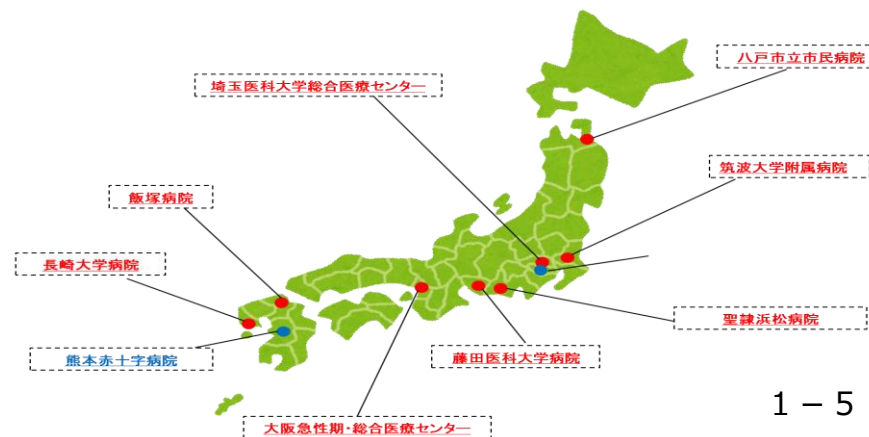 八戸市立市民病院
埼玉医科大学総合医療センター
筑波大学附属病院
飯塚病院
長崎大学病院
聖隷浜松病院
熊本赤十字病院
藤田医科大学病院
大阪急性期・総合医療センター
1－5